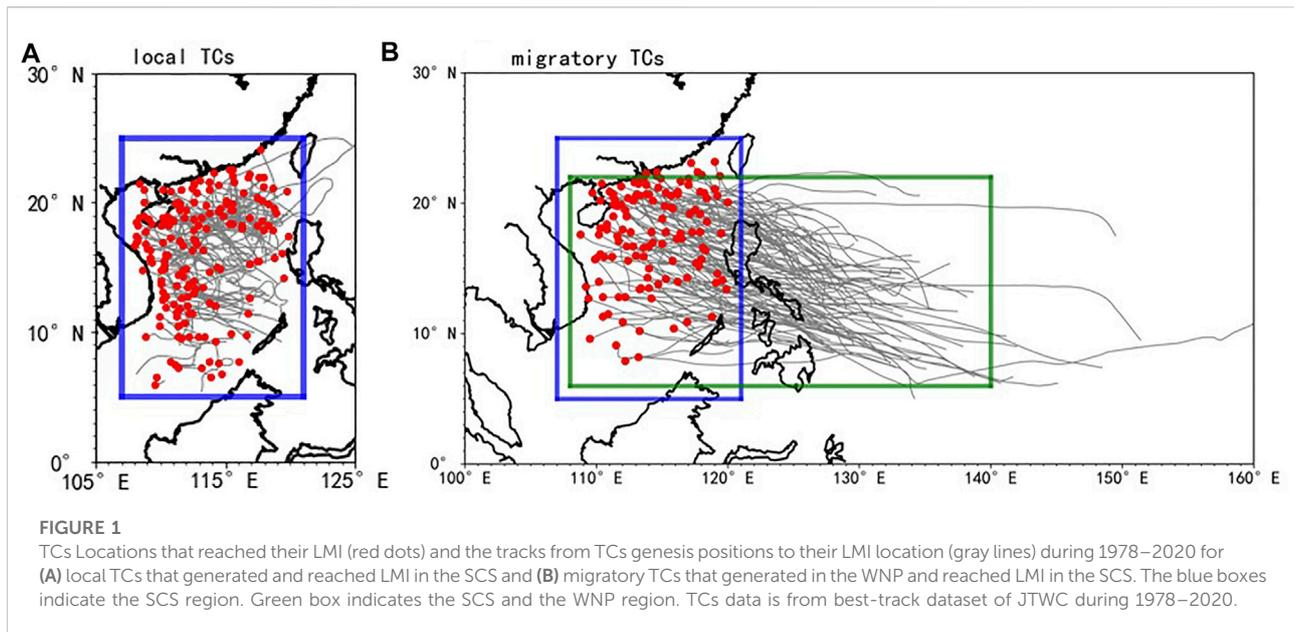 A
local TCs
30° N
20° N
10° N
0°
105° E
115° E
125° E
B
migratory TCs
30° N
20° N
10° N
0°
100° E
110° E
120° E
130° E
140° E
150° E
160° E
FIGURE 1
TCs Locations that reached their LMI (red dots) and the tracks from TCs genesis positions to their LMI location (gray lines) during 1978–2020 for
(A) local TCs that generated and reached LMI in the SCS and (B) migratory TCs that generated in the WNP and reached LMI in the SCS. The blue boxes
indicate the SCS region. Green box indicates the SCS and the WNP region. TCs data is from best-track dataset of JTWC during 1978–2020.